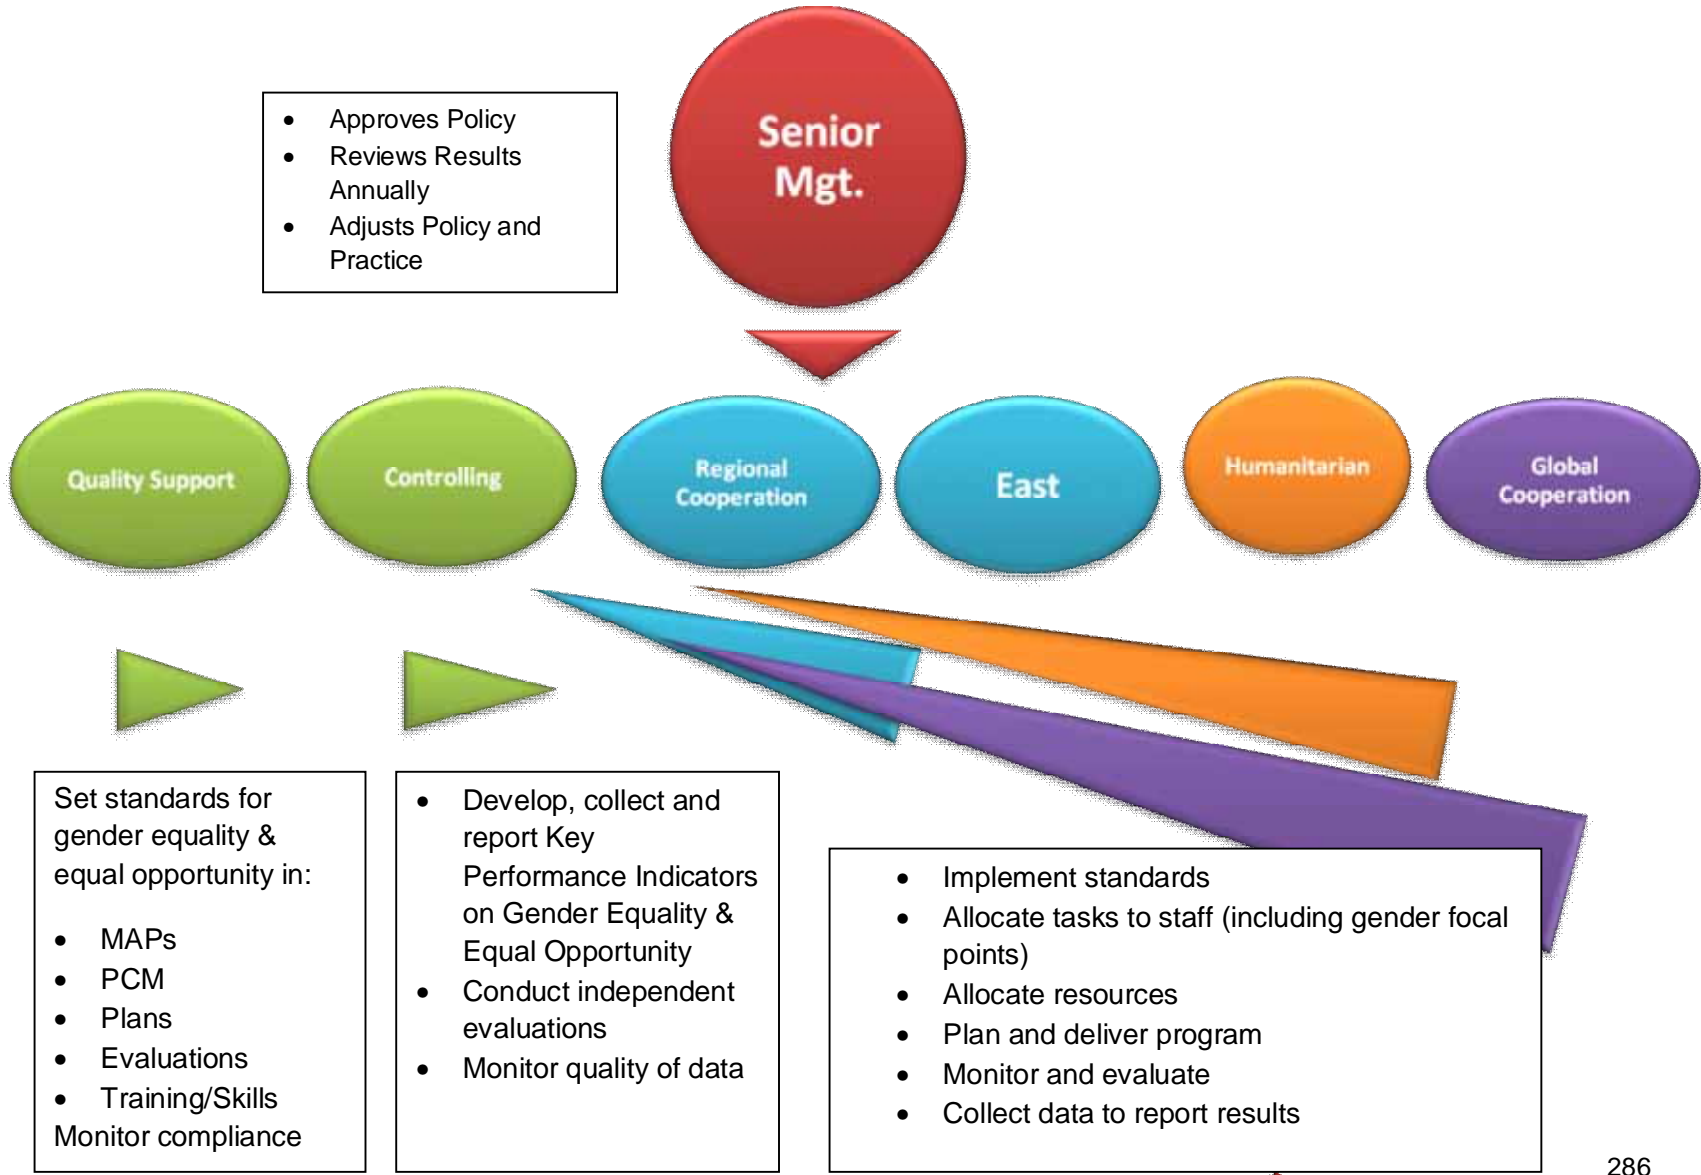 • Approves Policy
• Reviews Results
Annually
• Adjusts Policy and
Practice
Senior
Mgt.
Quality Support
Controlling
Regional
Cooperation
East
Humanitarian
Global
Cooperation
Set standards for
gender equality &
equal opportunity in:
• MAPs
• PCM
• Plans
• Evaluations
• Training/Skills
Monitor compliance
• Develop, collect and
report Key
Performance Indicators
on Gender Equality &
Equal Opportunity
• Conduct independent
evaluations
• Monitor quality of data
• Implement standards
• Allocate tasks to staff (including gender focal
points)
• Allocate resources
• Plan and deliver program
• Monitor and evaluate
• Collect data to report results
286